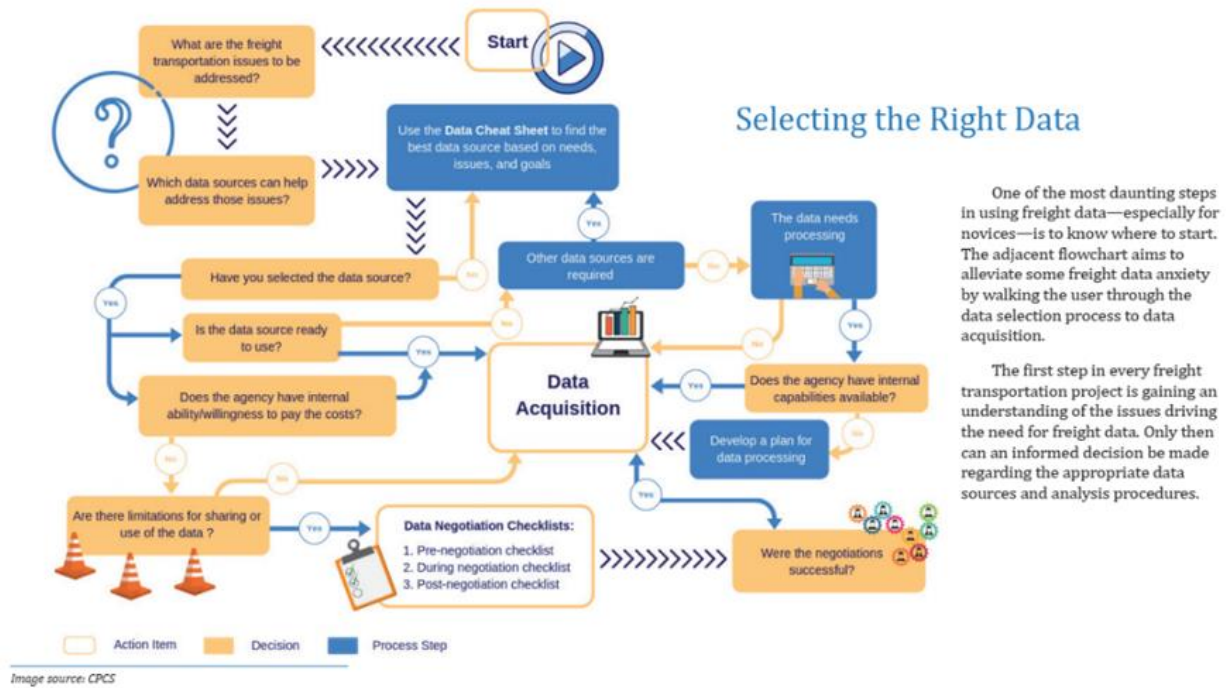 Start
What are the freight
transportation issues to be
addressed?
Which data sources can help
address those issues?
Use the Data Cheat Sheet to find the
best data source based on needs,
issues, and goals
Have you selected the data source?
No
Yes
Is the data source ready
to use?
No
Yes
Does the agency have internal
ability/willingness to pay the costs?
No
Are there limitations for sharing or
use of the data ?
No
Yes
Data Negotiation Checklists:
1. Pre-negotiation checklist
2. During negotiation checklist
3. Post-negotiation checklist
Were the negotiations
successful?
Yes
Data
Acquisition
Other data sources are
required
Yes
No
The data needs
processing
No
Yes
Does the agency have internal
capabilities available?
Yes
No
Develop a plan for
data processing
Action Item
Decision
Process Step
Image source: CPCS
Selecting the Right Data
One of the most daunting steps
in using freight data—especially for
novices—is to know where to start.
The adjacent flowchart aims to
alleviate some freight data anxiety
by walking the user through the
data selection process to data
acquisition.
The first step in every freight
transportation project is gaining an
understanding of the issues driving
the need for freight data. Only then
can an informed decision be made
regarding the appropriate data
sources and analysis procedures.